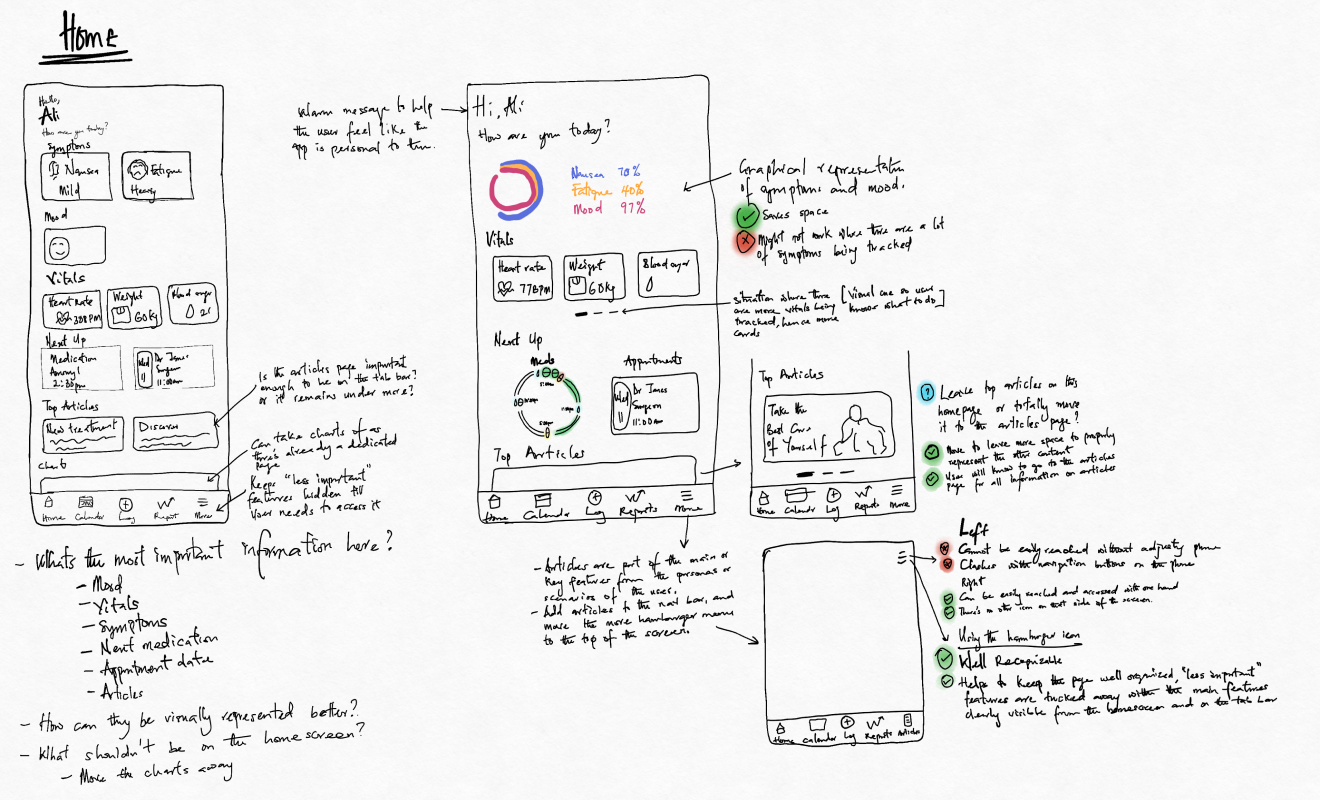 Home
Hello,
Ali
How are you today?
Symptoms
Nausea
Mild
Fatigue
Heavy
Mood
Vitals
Heart Rate
Weight
60kg
Next Up
Medication
2:30pm
Wed
11
Dr Jones
Surgeon
11:00am
Top Articles
New treatment
Discover
Charts
Home
Calendar
Log
Report
More
Is the articles page important
enough to be on the tab bar?
or it remains under more?
Can take charts of as
there's already a dedicated
page
Keeps "less important"
features hidden till
User needs to access it
- Whats the most important information here?
- Mood
- Vitals
- Symptoms
- Next medication
- Appointment date
- Articles
- How can they be visually represented better?
- What shouldn't be on the homescreen?
- Move the charts away
Warm message to help
the user feel like the
app is personal to them.
Hi, Ali
How are you today?
Nausea 70%
Fatigue 40%
Mood 97%
Vitals
Heart rate
77BPM
Weight
60kg
Blood sugar
Next Up
Meds
Appointments
Wed
11
Dr Jones
Surgeon
11:00am
Top Articles
Home
Calendar
Log
Reports
Home
Graphical representation
of symptoms and mood.
Saves space
Might not work where there are a lot
of symptoms being tracked
Situation where there
are more vitals being
tracked, hence more
cards
[Visual cue so user
knows what to do]
Top Articles
Take the
Best Care
of Yourself
Home
Calendar
Log
Reports
More
? Leave top articles on this
homepage or totally move
it to the articles page?
Move to leave more space to properly
represent the other content
User will know to go to the articles
page for all information on articles
- Articles are part of the main or
key features from the personas or
scenarios of the user.
- Add articles to the nav bar, and
move the more hamburger menu
to the top of the screen.
Home
Calendar
Log
Reports
Articles
Left
Cannot be easily reached without adjusting phone
Clashes with navigation buttons on the phone
Right
Can be easily reached and accessed with one hand
There's no other icon on that side of the screen.
Using the hamburger icon
Well Recognizable
Helps to keep the page well organized, "less important"
features are tucked away with the main features
clearly visible from the homescreen and on the tab bar